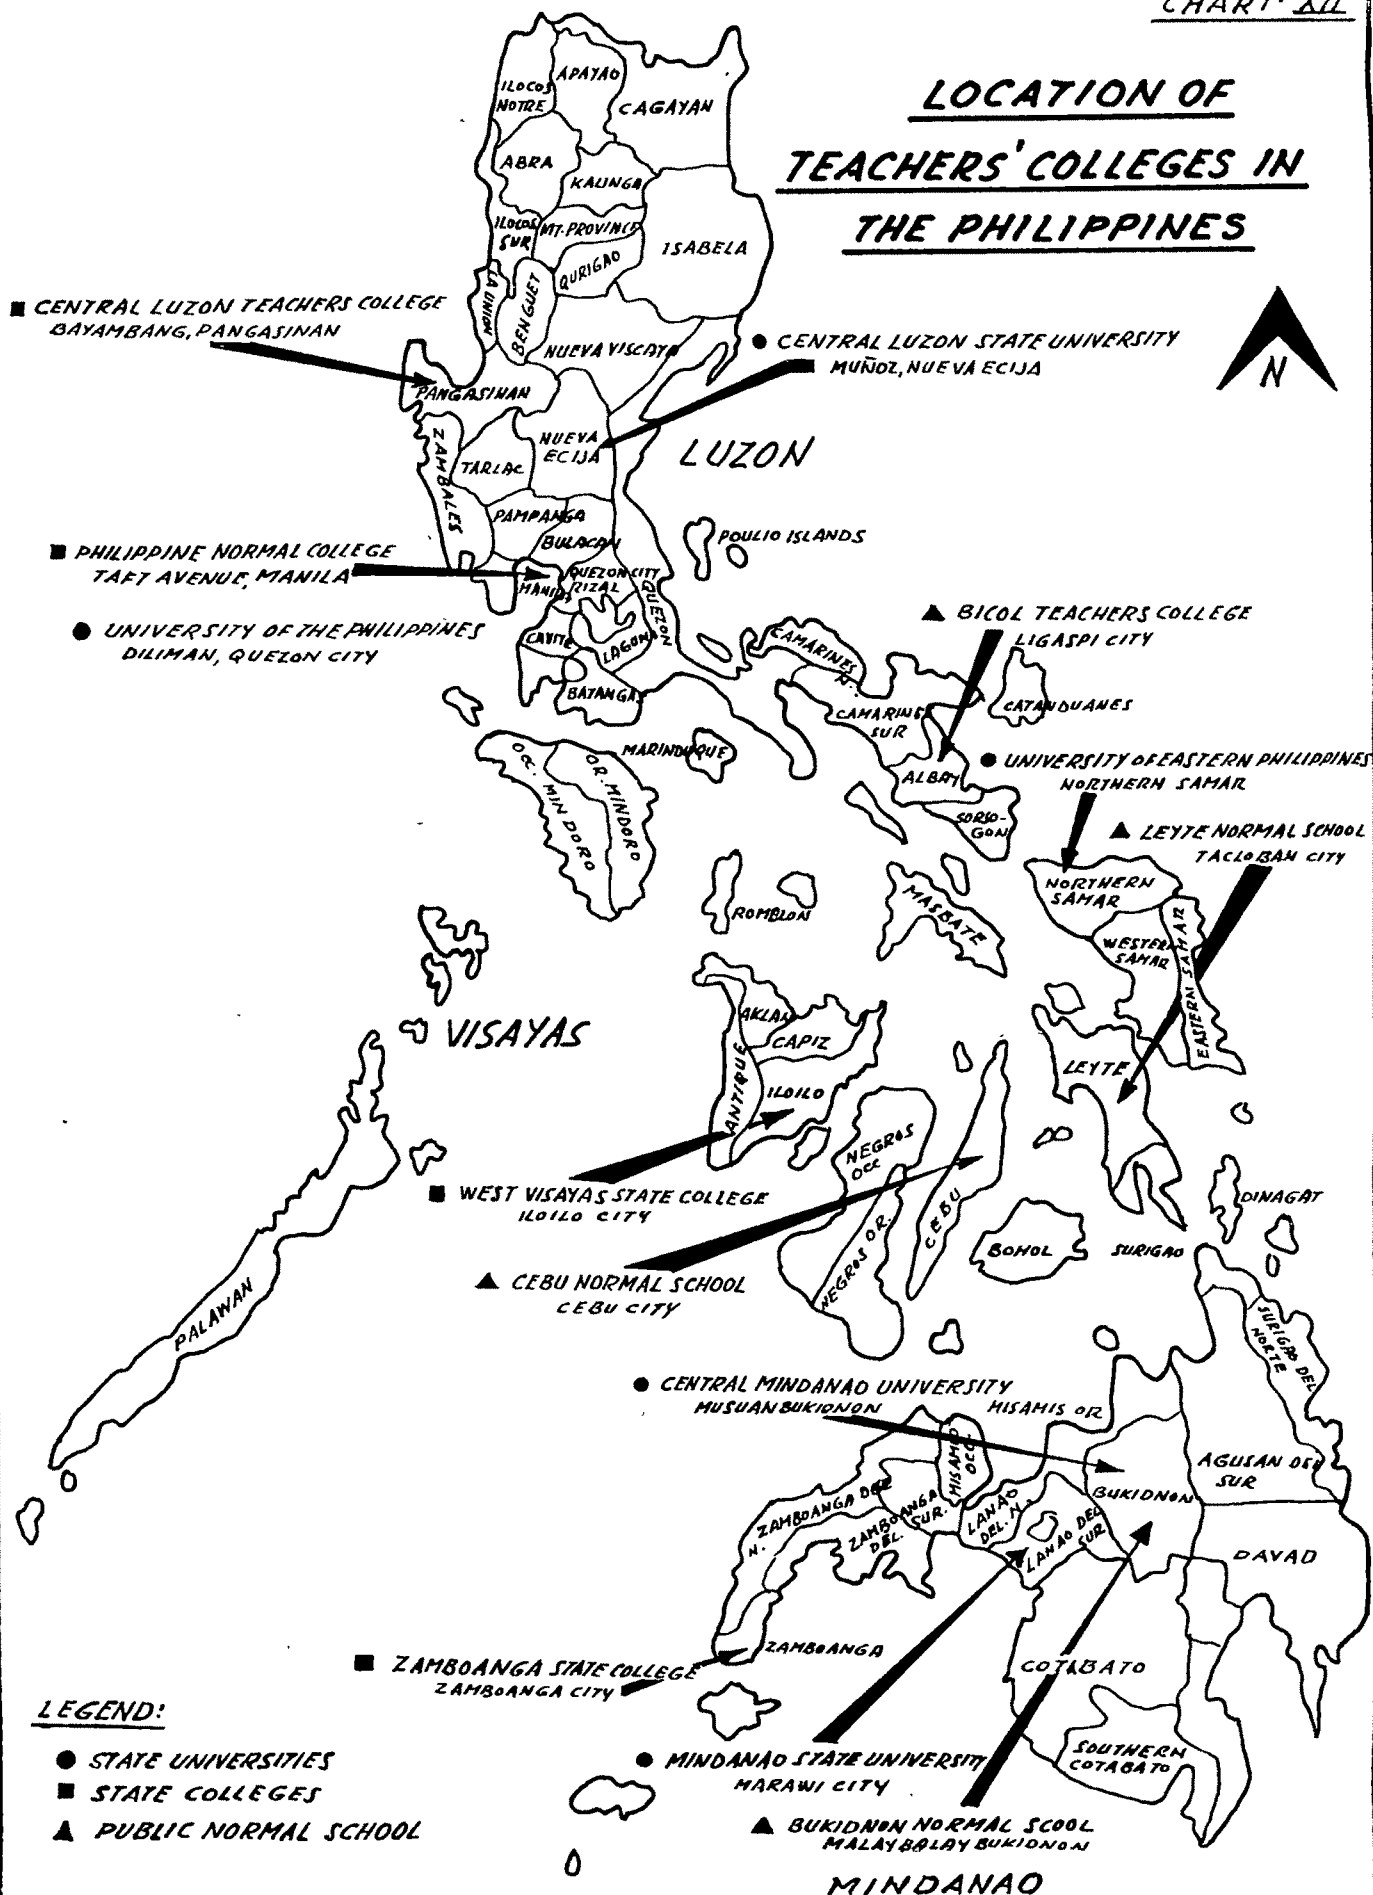 CHART XII
LOCATION OF
TEACHERS' COLLEGES IN
THE PHILIPPINES
APAYAO
ILOCOS
NOTRE
CAGAYAN
ABRA
KALINGA
ILOCOS
SUR
MT. PROVINCE
ISABELA
QURIGAO
LA UNION
BENGUET
■ CENTRAL LUZON TEACHERS COLLEGE
BAYAMBANG, PANGASINAN
NUEVA VISCAYA
● CENTRAL LUZON STATE UNIVERSITY
MUÑOZ, NUEVA ECIJA
N
PANGASINAN
ZAMBALES
TARLAC
NUEVA
ECIJA
LUZON
PAMPANGA
BULACAN
POULIO ISLANDS
■ PHILIPPINE NORMAL COLLEGE
TAFT AVENUE, MANILA
MANILA
QUEZON CITY
RIZAL
QUEZON
● UNIVERSITY OF THE PHILIPPINES
DILIMAN, QUEZON CITY
CAVITE
LAGONA
BATANGAS
▲ BICOL TEACHERS COLLEGE
LIGASPI CITY
CAMARINES
N.
CAMARINES
SUR
CATANDUANES
MARINDUQUE
OCC. MINDORO
OR. MINDORO
ALBAY
SORSO-
GON
● UNIVERSITY OF EASTERN PHILIPPINES
NORTHERN SAMAR
▲ LEYTE NORMAL SCHOOL
TACLOBAN CITY
ROMBLON
MASBATE
NORTHERN
SAMAR
WESTERN
SAMAR
EASTERN SAMAR
VISAYAS
AKLAN
CAPIZ
ANTIQUE
ILOILO
LEYTE
NEGROS
OCC
■ WEST VISAYAS STATE COLLEGE
ILOILO CITY
NEGROS OR.
CEBU
BOHOL
DINAGAT
SURIGAO
▲ CEBU NORMAL SCHOOL
CEBU CITY
PALAWAN
SURIGAO DEL
NORTE
● CENTRAL MINDANAO UNIVERSITY
MUSUAN BUKIDNON
MISAMIS OR
MISAMIS
OCC.
AGUSAN DEL
SUR
BUKIDNON
ZAMBOANGA DEL
N.
ZAMBOANGA
DEL. SUR.
LANAO
DEL. N.
LANAO DEL
SUR
DAVAO
ZAMBOANGA
■ ZAMBOANGA STATE COLLEGE
ZAMBOANGA CITY
COTABATO
SOUTHERN
COTABATO
● MINDANAO STATE UNIVERSITY
MARAWI CITY
▲ BUKIDNON NORMAL SCOOL
MALAYBALAY BUKIDNON
MINDANAO
LEGEND:
● STATE UNIVERSITIES
■ STATE COLLEGES
▲ PUBLIC NORMAL SCHOOL